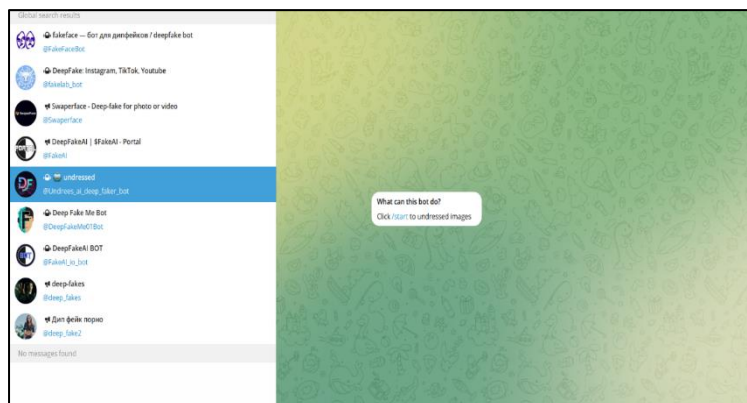 Global search results
fakeface — бот для дипфейков / deepfake bot
@FakeFaceBot
DeepFake: Instagram, TikTok, Youtube
@fakelab_bot
Swaperface - Deep-fake for photo or video
@Swaperface
DeepFakeAI | $FakeAI - Portal
@FakeAI
undressed
@Undrees_ai_deep_faker_bot
Deep Fake Me Bot
@DeepFakeMe01Bot
DeepFakeAI BOT
@FakeAI_io_bot
deep-fakes
@deep_fakes
Дип фейк порно
@deep_fake2
No messages found
What can this bot do?
Click /start to undressed images